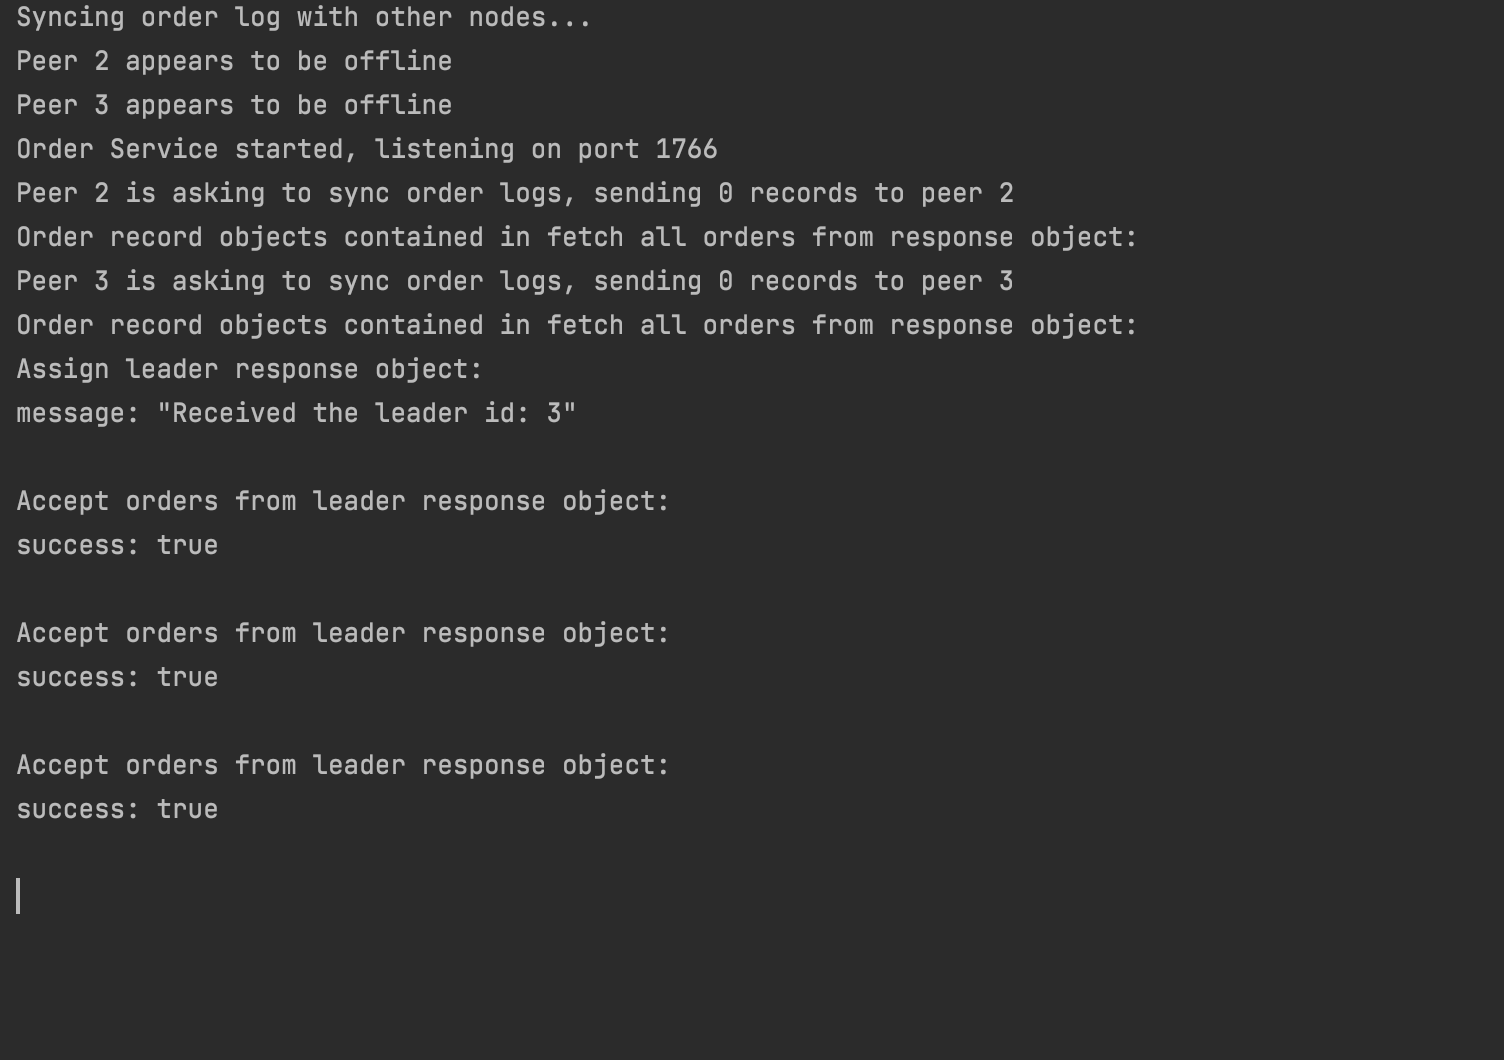 Syncing order log with other nodes...
Peer 2 appears to be offline
Peer 3 appears to be offline
Order Service started, listening on port 1766
Peer 2 is asking to sync order logs, sending 0 records to peer 2
Order record objects contained in fetch all orders from response object:
Peer 3 is asking to sync order logs, sending 0 records to peer 3
Order record objects contained in fetch all orders from response object:
Assign leader response object:
message: "Received the leader id: 3"
Accept orders from leader response object:
success: true
Accept orders from leader response object:
success: true
Accept orders from leader response object:
success: true